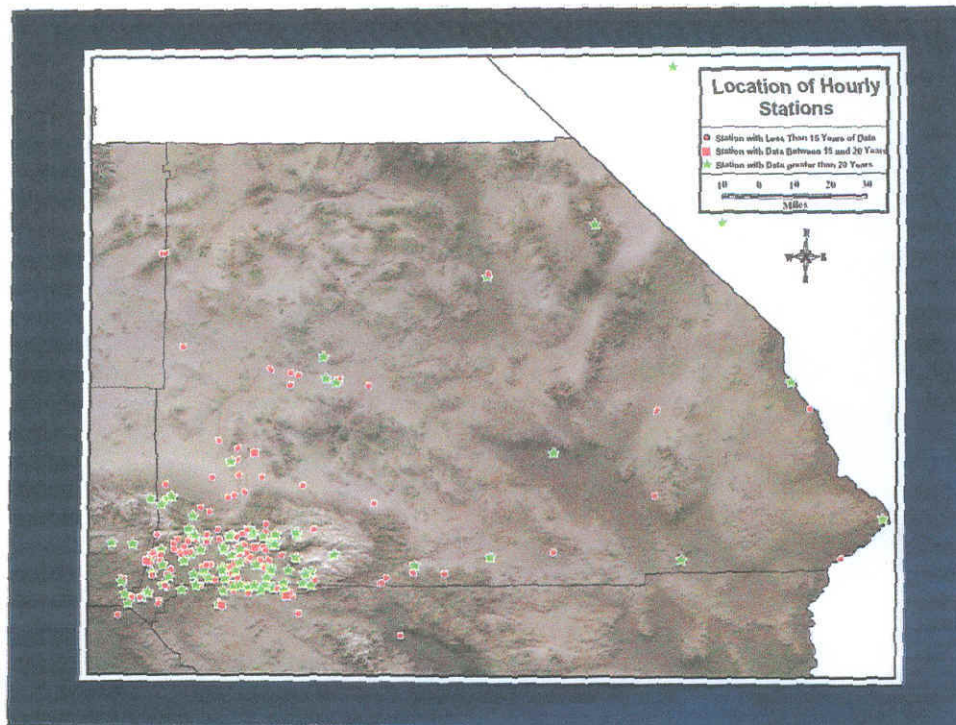 Location of Hourly
Stations
Station with Less Than 15 Years of Data
Station with Data Between 15 and 20 Years
Station with Data greater than 20 Years
10 0 10 20 30
Miles
W E